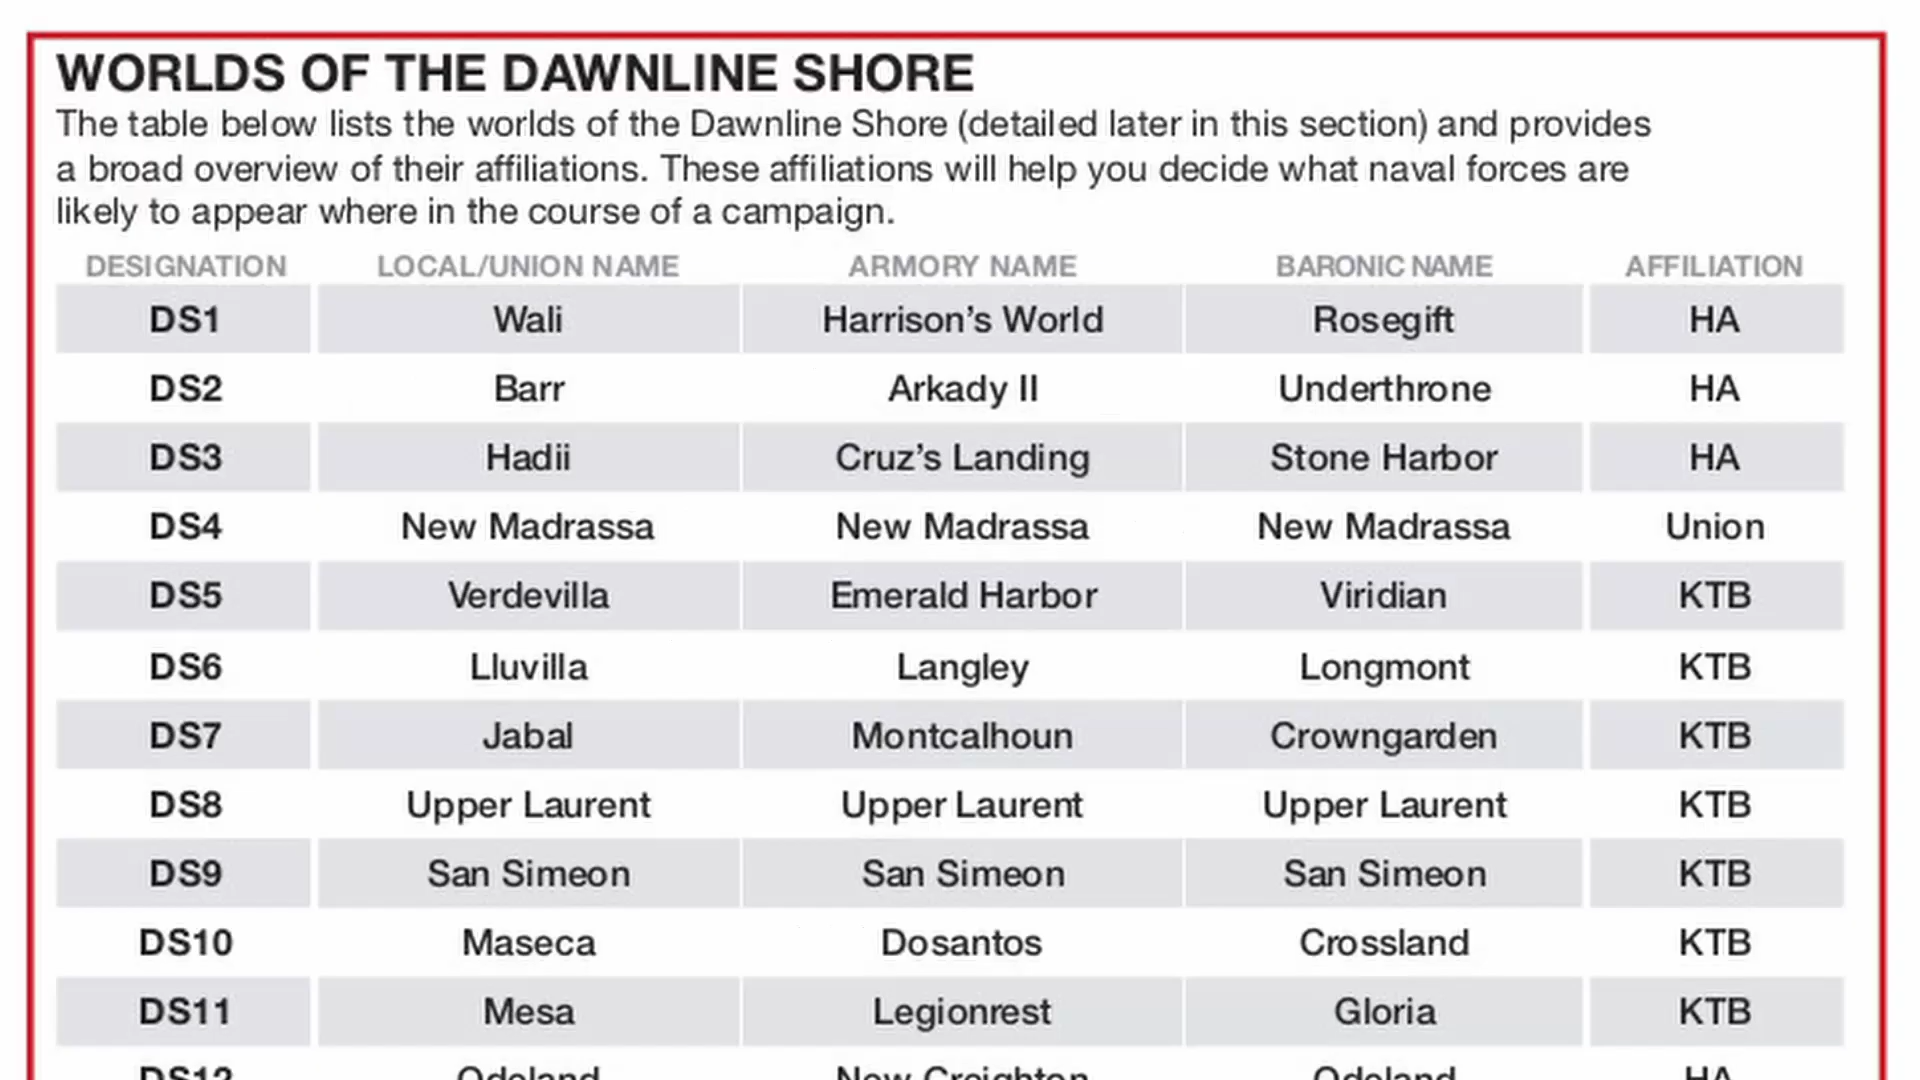 WORLDS OF THE DAWNLINE SHORE
The table below lists the worlds of the Dawnline Shore (detailed later in this section) and provides
a broad overview of their affiliations. These affiliations will help you decide what naval forces are
likely to appear where in the course of a campaign.
DESIGNATION LOCAL/UNION NAME ARMORY NAME BARONIC NAME AFFILIATION
DS1 Wali Harrison's World Rosegift HA
DS2 Barr Arkady II Underthrone HA
DS3 Hadii Cruz's Landing Stone Harbor HA
DS4 New Madrassa New Madrassa New Madrassa Union
DS5 Verdevilla Emerald Harbor Viridian KTB
DS6 Lluvilla Langley Longmont KTB
DS7 Jabal Montcalhoun Crowngarden KTB
DS8 Upper Laurent Upper Laurent Upper Laurent KTB
DS9 San Simeon San Simeon San Simeon KTB
DS10 Maseca Dosantos Crossland KTB
DS11 Mesa Legionrest Gloria KTB
DS12 New Creighton HA